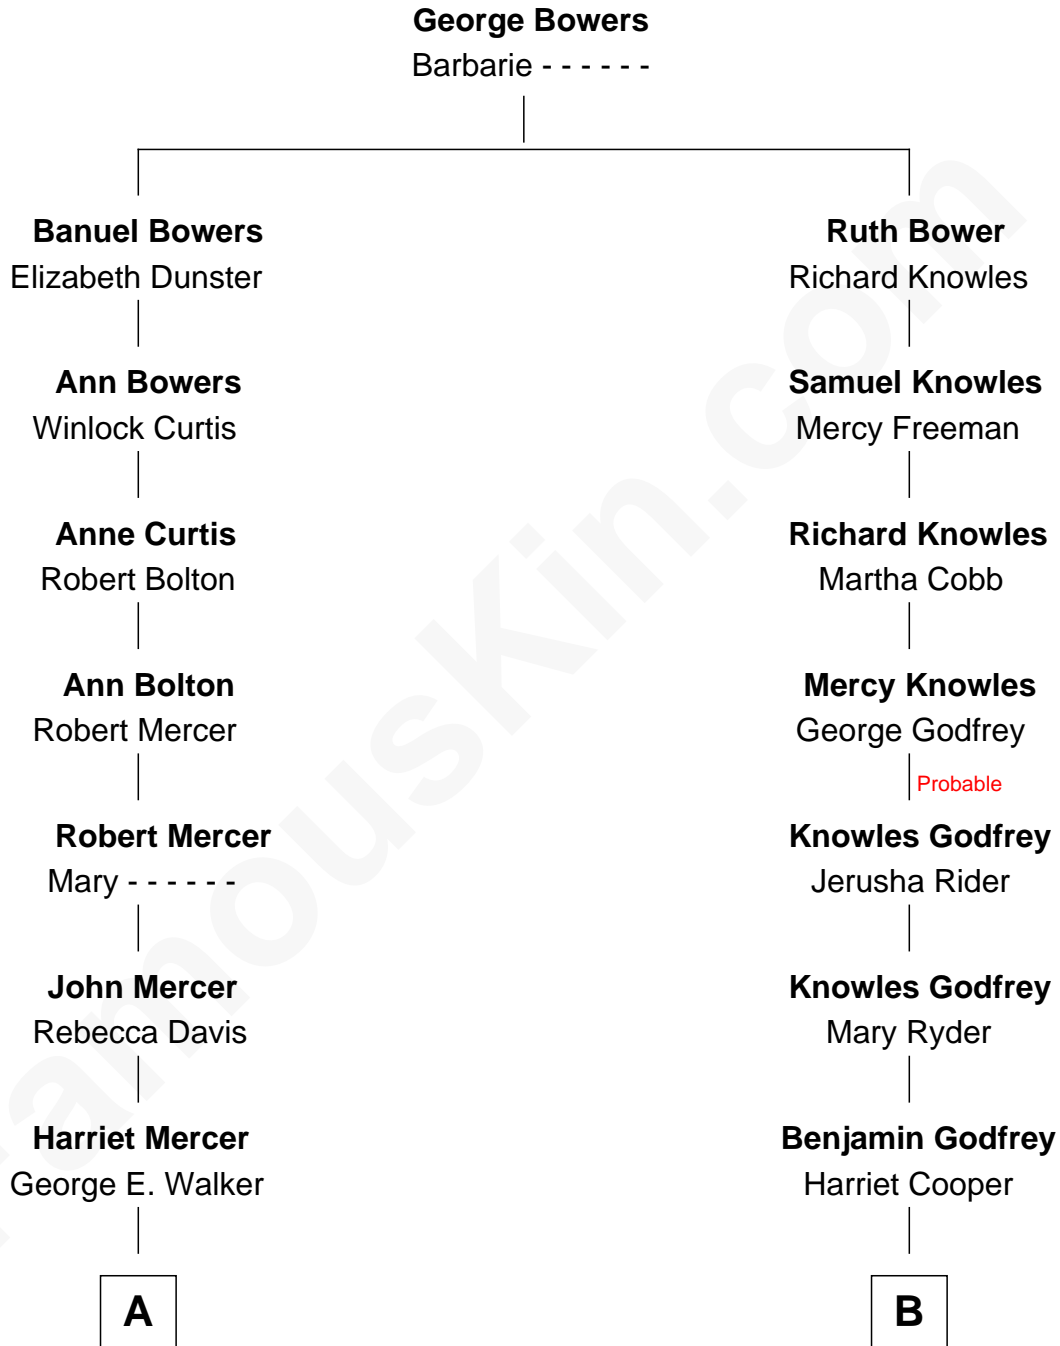 George Bowers
Barbarie - - - - - -
Banuel Bowers
Elizabeth Dunster
Ruth Bower
Richard Knowles
Ann Bowers
Winlock Curtis
Samuel Knowles
Mercy Freeman
Anne Curtis
Robert Bolton
Richard Knowles
Martha Cobb
Ann Bolton
Robert Mercer
Mercy Knowles
George Godfrey
Probable
Robert Mercer
Mary - - - - - -
Knowles Godfrey
Jerusha Rider
John Mercer
Rebecca Davis
Knowles Godfrey
Mary Ryder
Harriet Mercer
George E. Walker
Benjamin Godfrey
Harriet Cooper
A
B
FamousKin.com